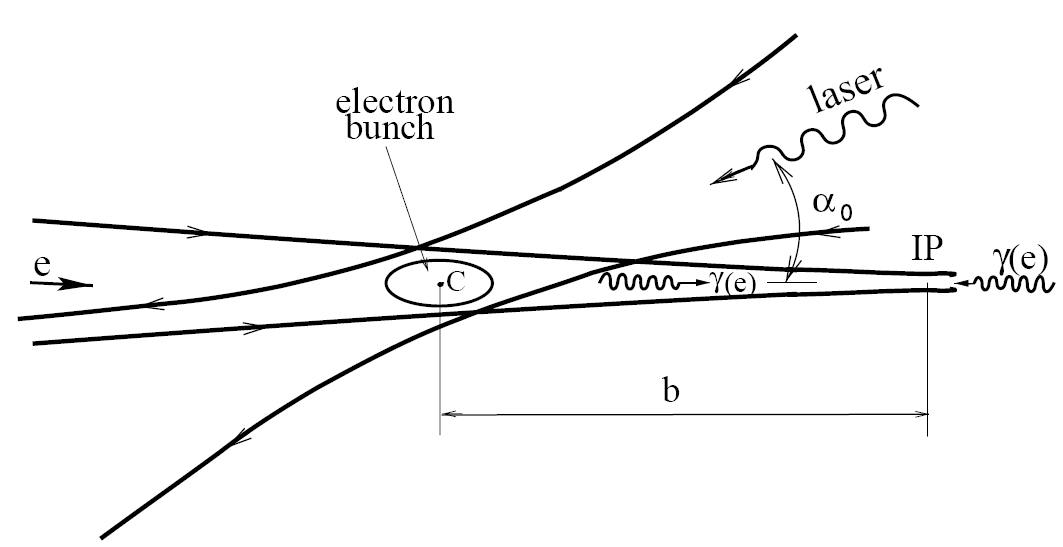 electron
bunch
laser
α₀
e
C
γ(e)
IP
γ(e)
b